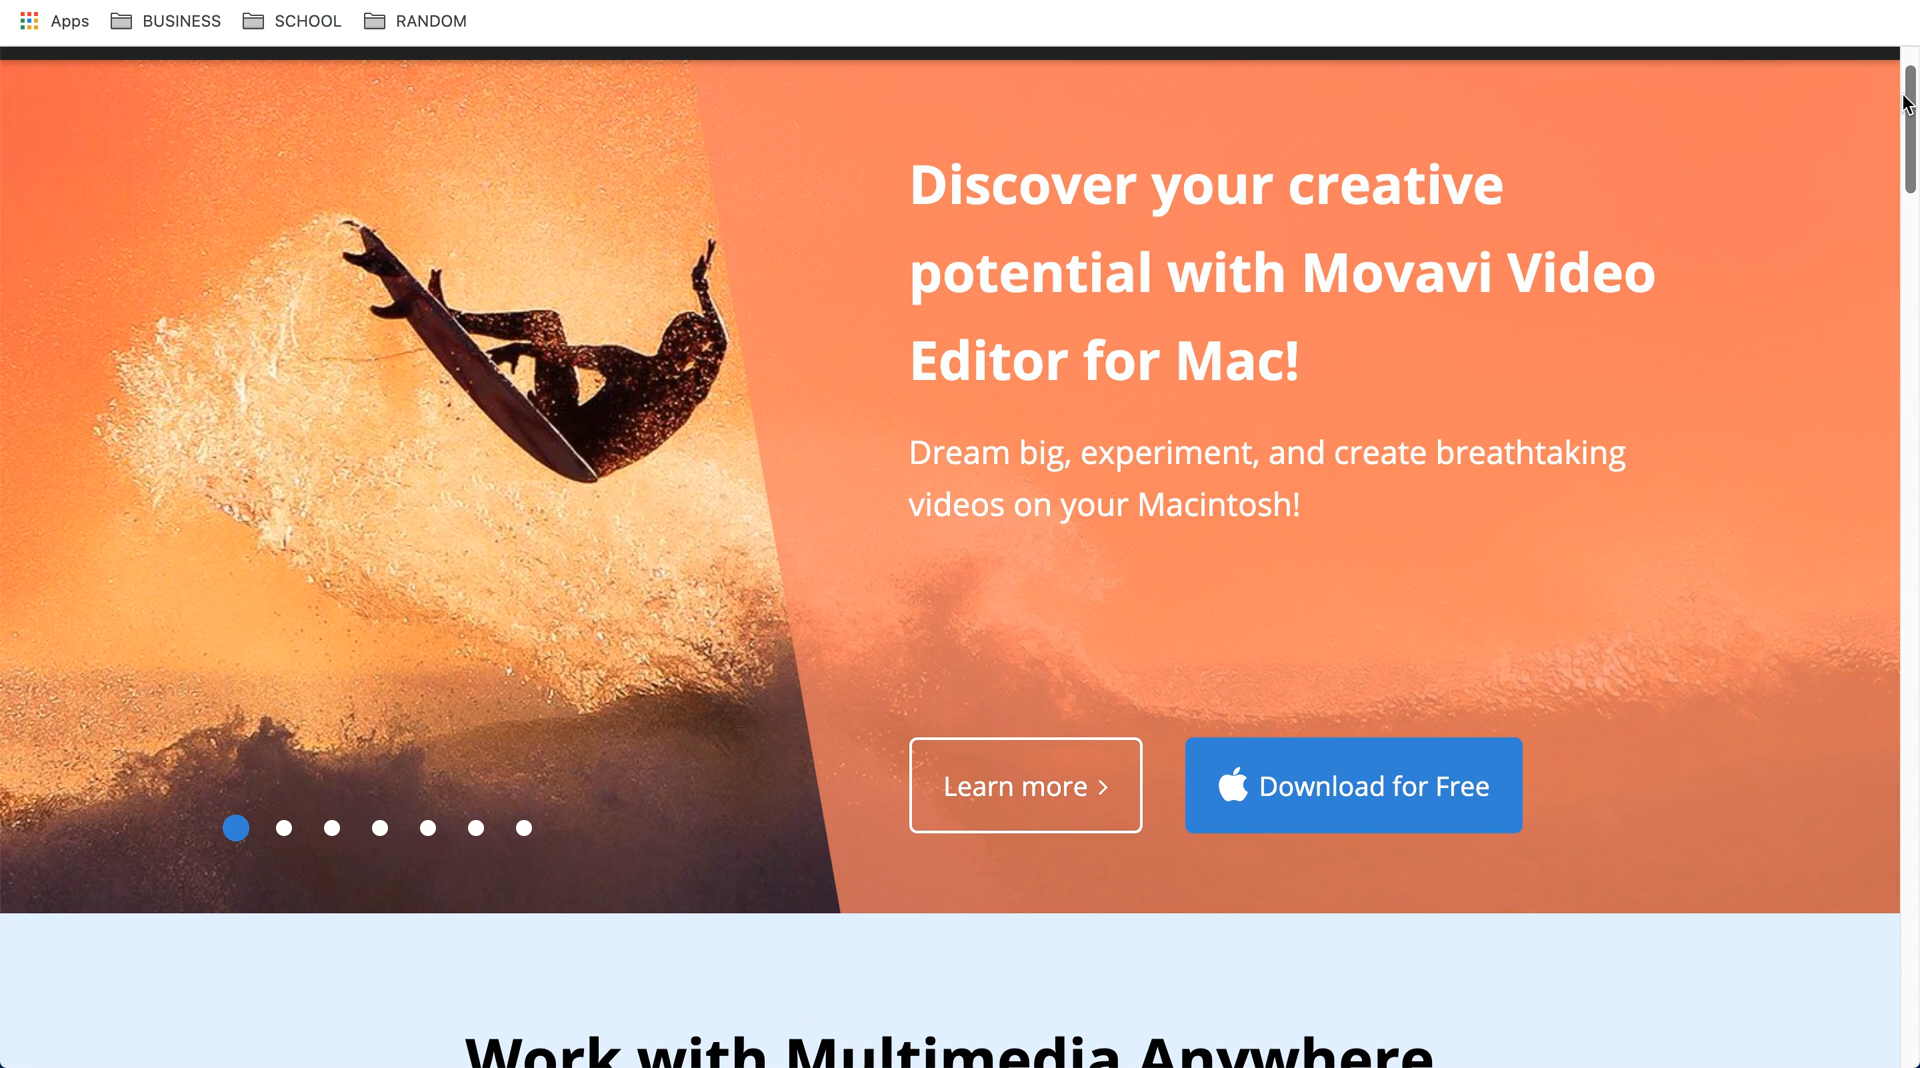 Apps BUSINESS SCHOOL RANDOM
Discover your creative
potential with Movavi Video
Editor for Mac!
Dream big, experiment, and create breathtaking
videos on your Macintosh!
Learn more Download for Free
Work with Multimedia Anywhere